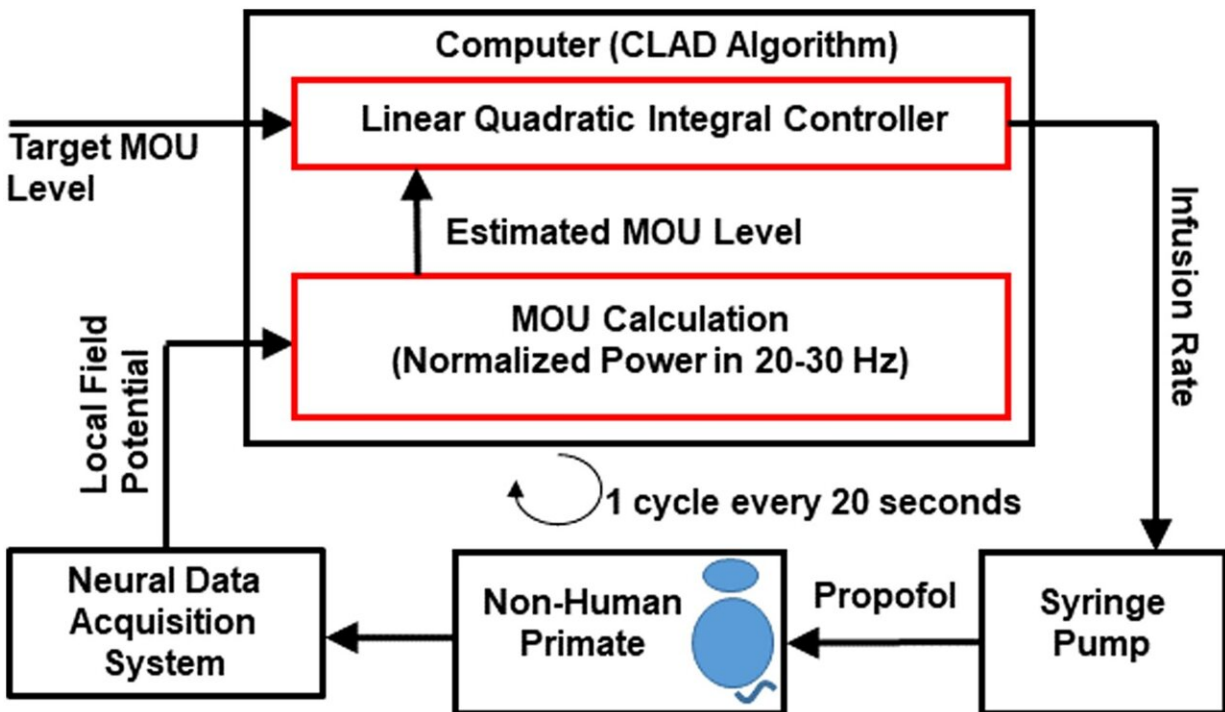 Computer (CLAD Algorithm)
Linear Quadratic Integral Controller
Target MOU
Level
Estimated MOU Level
MOU Calculation
(Normalized Power in 20-30 Hz)
Infusion Rate
Local Field
Potential
1 cycle every 20 seconds
Neural Data
Acquisition
System
Non-Human
Primate
Propofol
Syringe
Pump